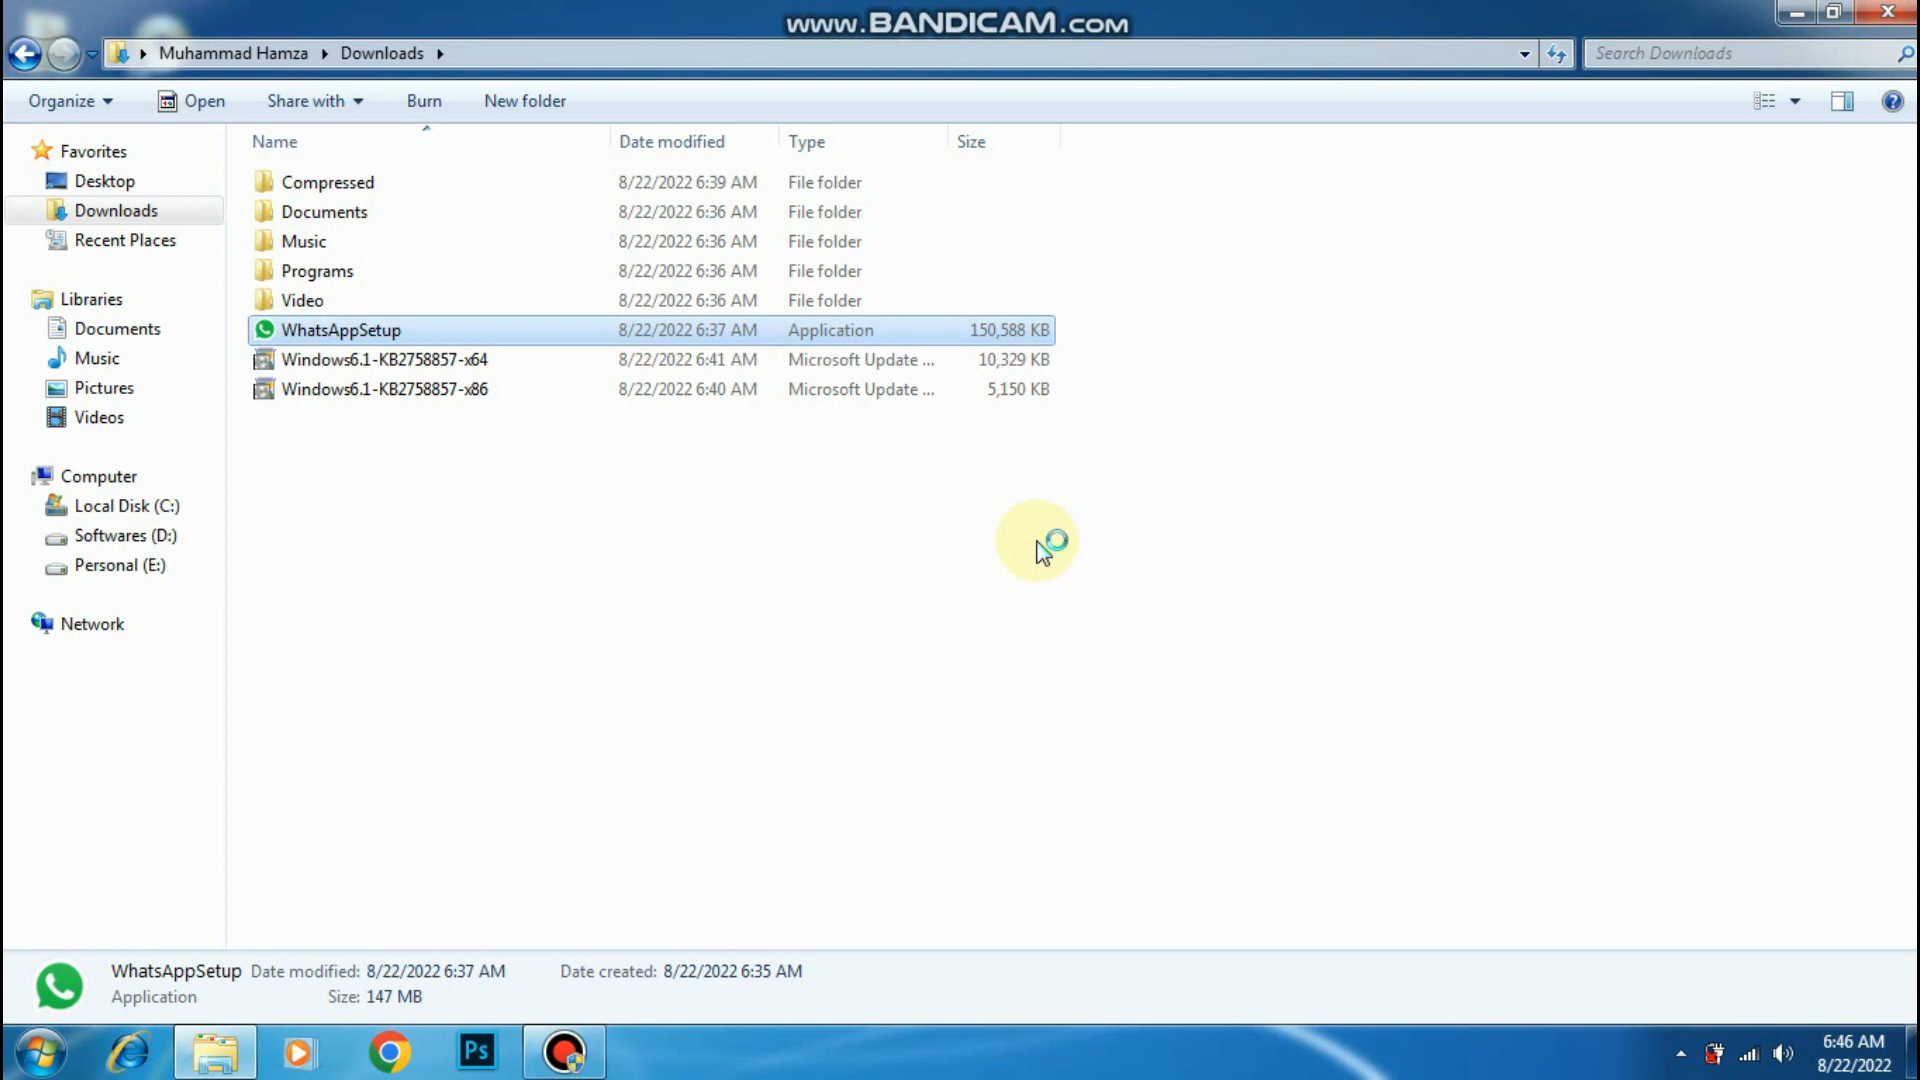 www.BANDICAM.com
Muhammad Hamza Downloads
Search Downloads
Organize Open Share with Burn New folder
Name Date modified Type Size
Favorites
Desktop
Downloads
Recent Places
Libraries
Documents
Music
Pictures
Videos
Computer
Local Disk (C:)
Softwares (D:)
Personal (E:)
Network
Compressed 8/22/2022 6:39 AM File folder
Documents 8/22/2022 6:36 AM File folder
Music 8/22/2022 6:36 AM File folder
Programs 8/22/2022 6:36 AM File folder
Video 8/22/2022 6:36 AM File folder
WhatsAppSetup 8/22/2022 6:37 AM Application 150,588 KB
Windows6.1-KB2758857-x64 8/22/2022 6:41 AM Microsoft Update ... 10,329 KB
Windows6.1-KB2758857-x86 8/22/2022 6:40 AM Microsoft Update ... 5,150 KB
WhatsAppSetup Date modified: 8/22/2022 6:37 AM Date created: 8/22/2022 6:35 AM
Application Size: 147 MB
Ps
6:46 AM
8/22/2022